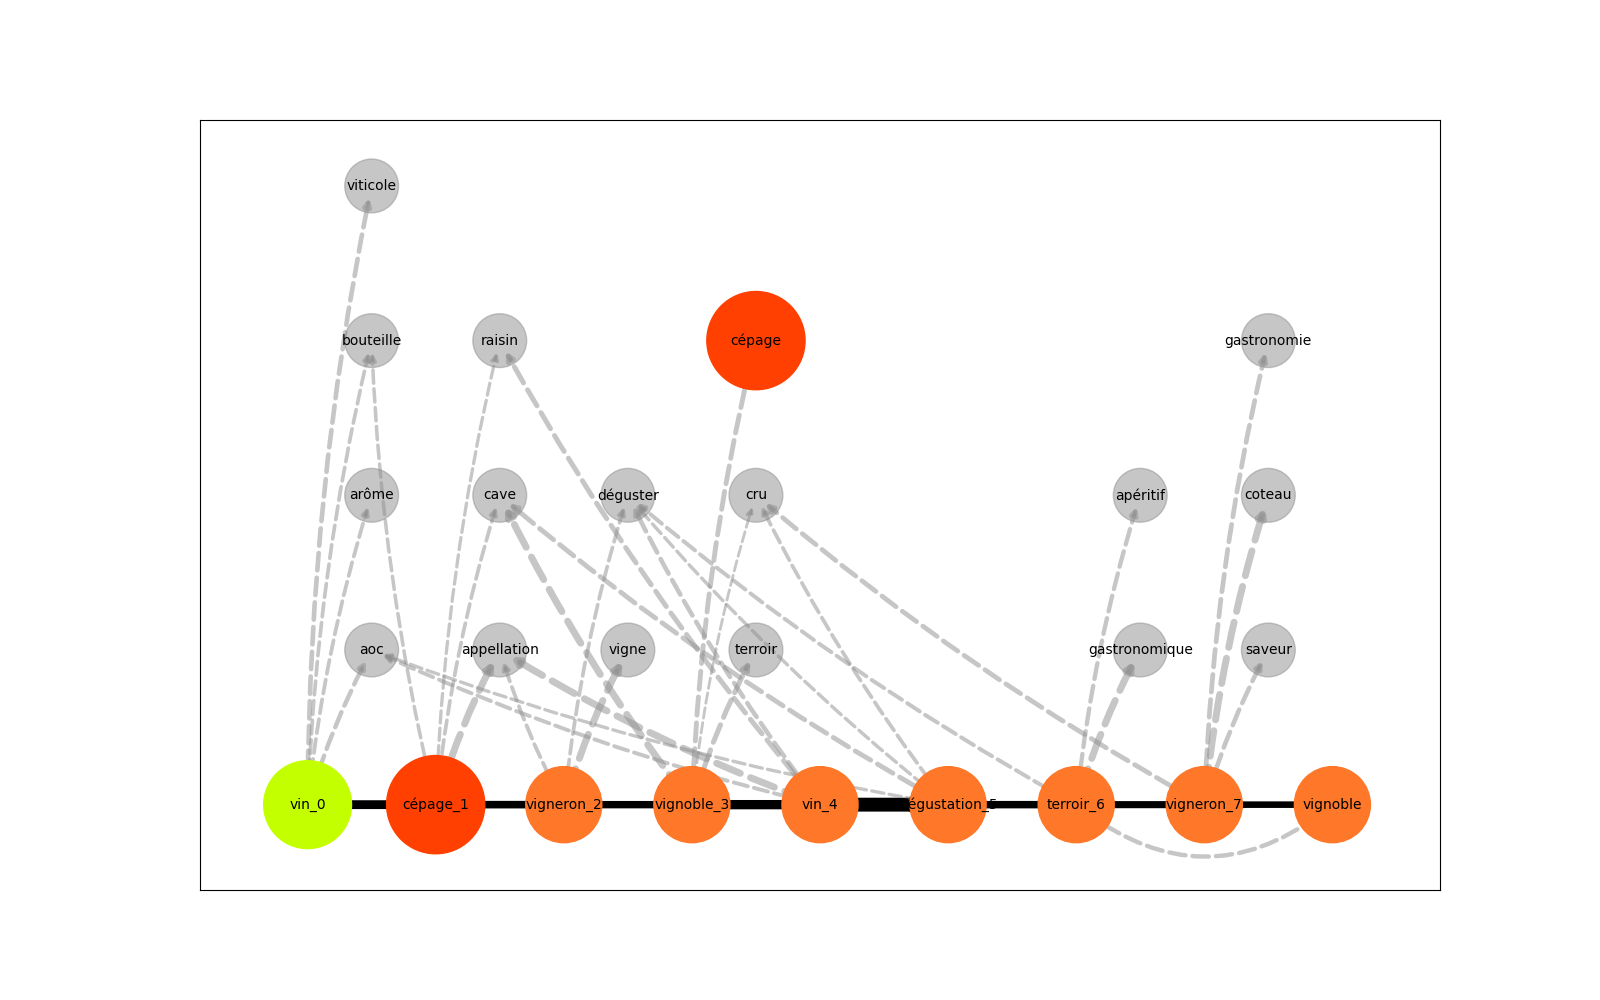 viticole
bouteille raisin cépage gastronomie
arôme cave déguster cru apéritif coteau
aoc appellation vigne terroir gastronomique saveur
vin_0 cépage_1 vigneron_2 vignoble_3 vin_4 dégustation_5 terroir_6 vigneron_7 vignoble